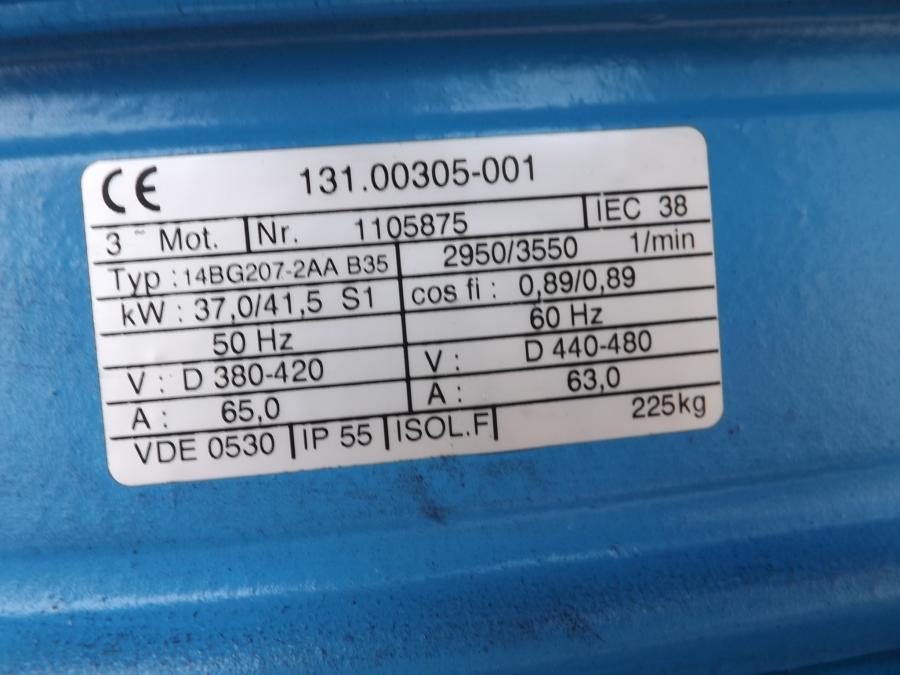 CE 131.00305-001
3 ~ Mot. Nr. 1105875 IEC 38
Typ : 14BG207-2AA B35 2950/3550 1/min
kW : 37,0/41,5 S1 cos fi : 0,89/0,89
50 Hz 60 Hz
V : D 380-420 V : D 440-480
A : 65,0 A : 63,0
VDE 0530 IP 55 ISOL.F 225kg